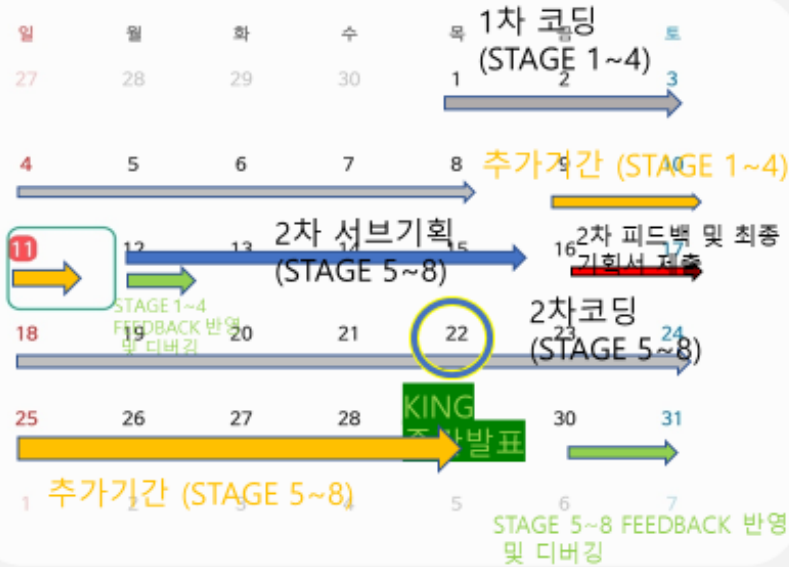 일 월 화 수 목 금 토
1차 코딩
(STAGE 1~4)
27 28 29 30 1 2 3
4 5 6 7 8 9 10
추가기간 (STAGE 1~4)
11 12 13 14 15 16 17
2차 서브기획
(STAGE 5~8)
2차 피드백 및 최종
기획서 제출
STAGE 1~4
FEEDBACK 반영
및 디버깅
18 19 20 21 22 23 24
2차코딩
(STAGE 5~8)
25 26 27 28 30 31
KING
발표
추가기간 (STAGE 5~8)
1 2 3 4 5 6 7
STAGE 5~8 FEEDBACK 반영
및 디버깅